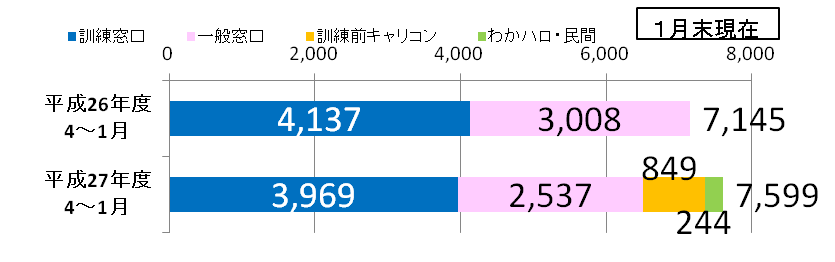 1月末現在
訓練窓口 一般窓口 訓練前キャリコン わかハロ・民間
0 2,000 4,000 6,000 8,000
平成26年度
4～1月
4,137 3,008 7,145
849
平成27年度
4～1月
3,969 2,537 7,599
244